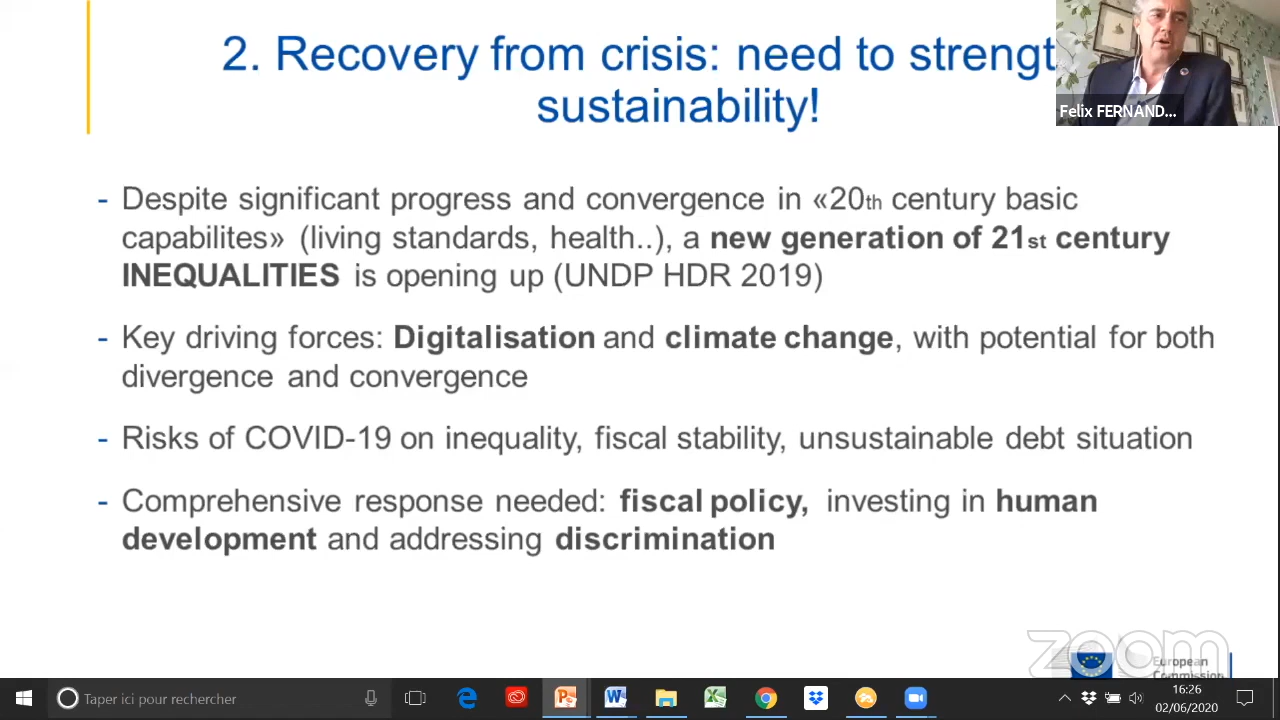 2. Recovery from crisis: need to strengt
sustainability!
Felix FERNAND...
- Despite significant progress and convergence in «20th century basic
capabilites» (living standards, health..), a new generation of 21st century
INEQUALITIES is opening up (UNDP HDR 2019)
- Key driving forces: Digitalisation and climate change, with potential for both
divergence and convergence
- Risks of COVID-19 on inequality, fiscal stability, unsustainable debt situation
- Comprehensive response needed: fiscal policy, investing in human
development and addressing discrimination
zoom
European
Commission
Taper ici pour rechercher
16:26
02/06/2020